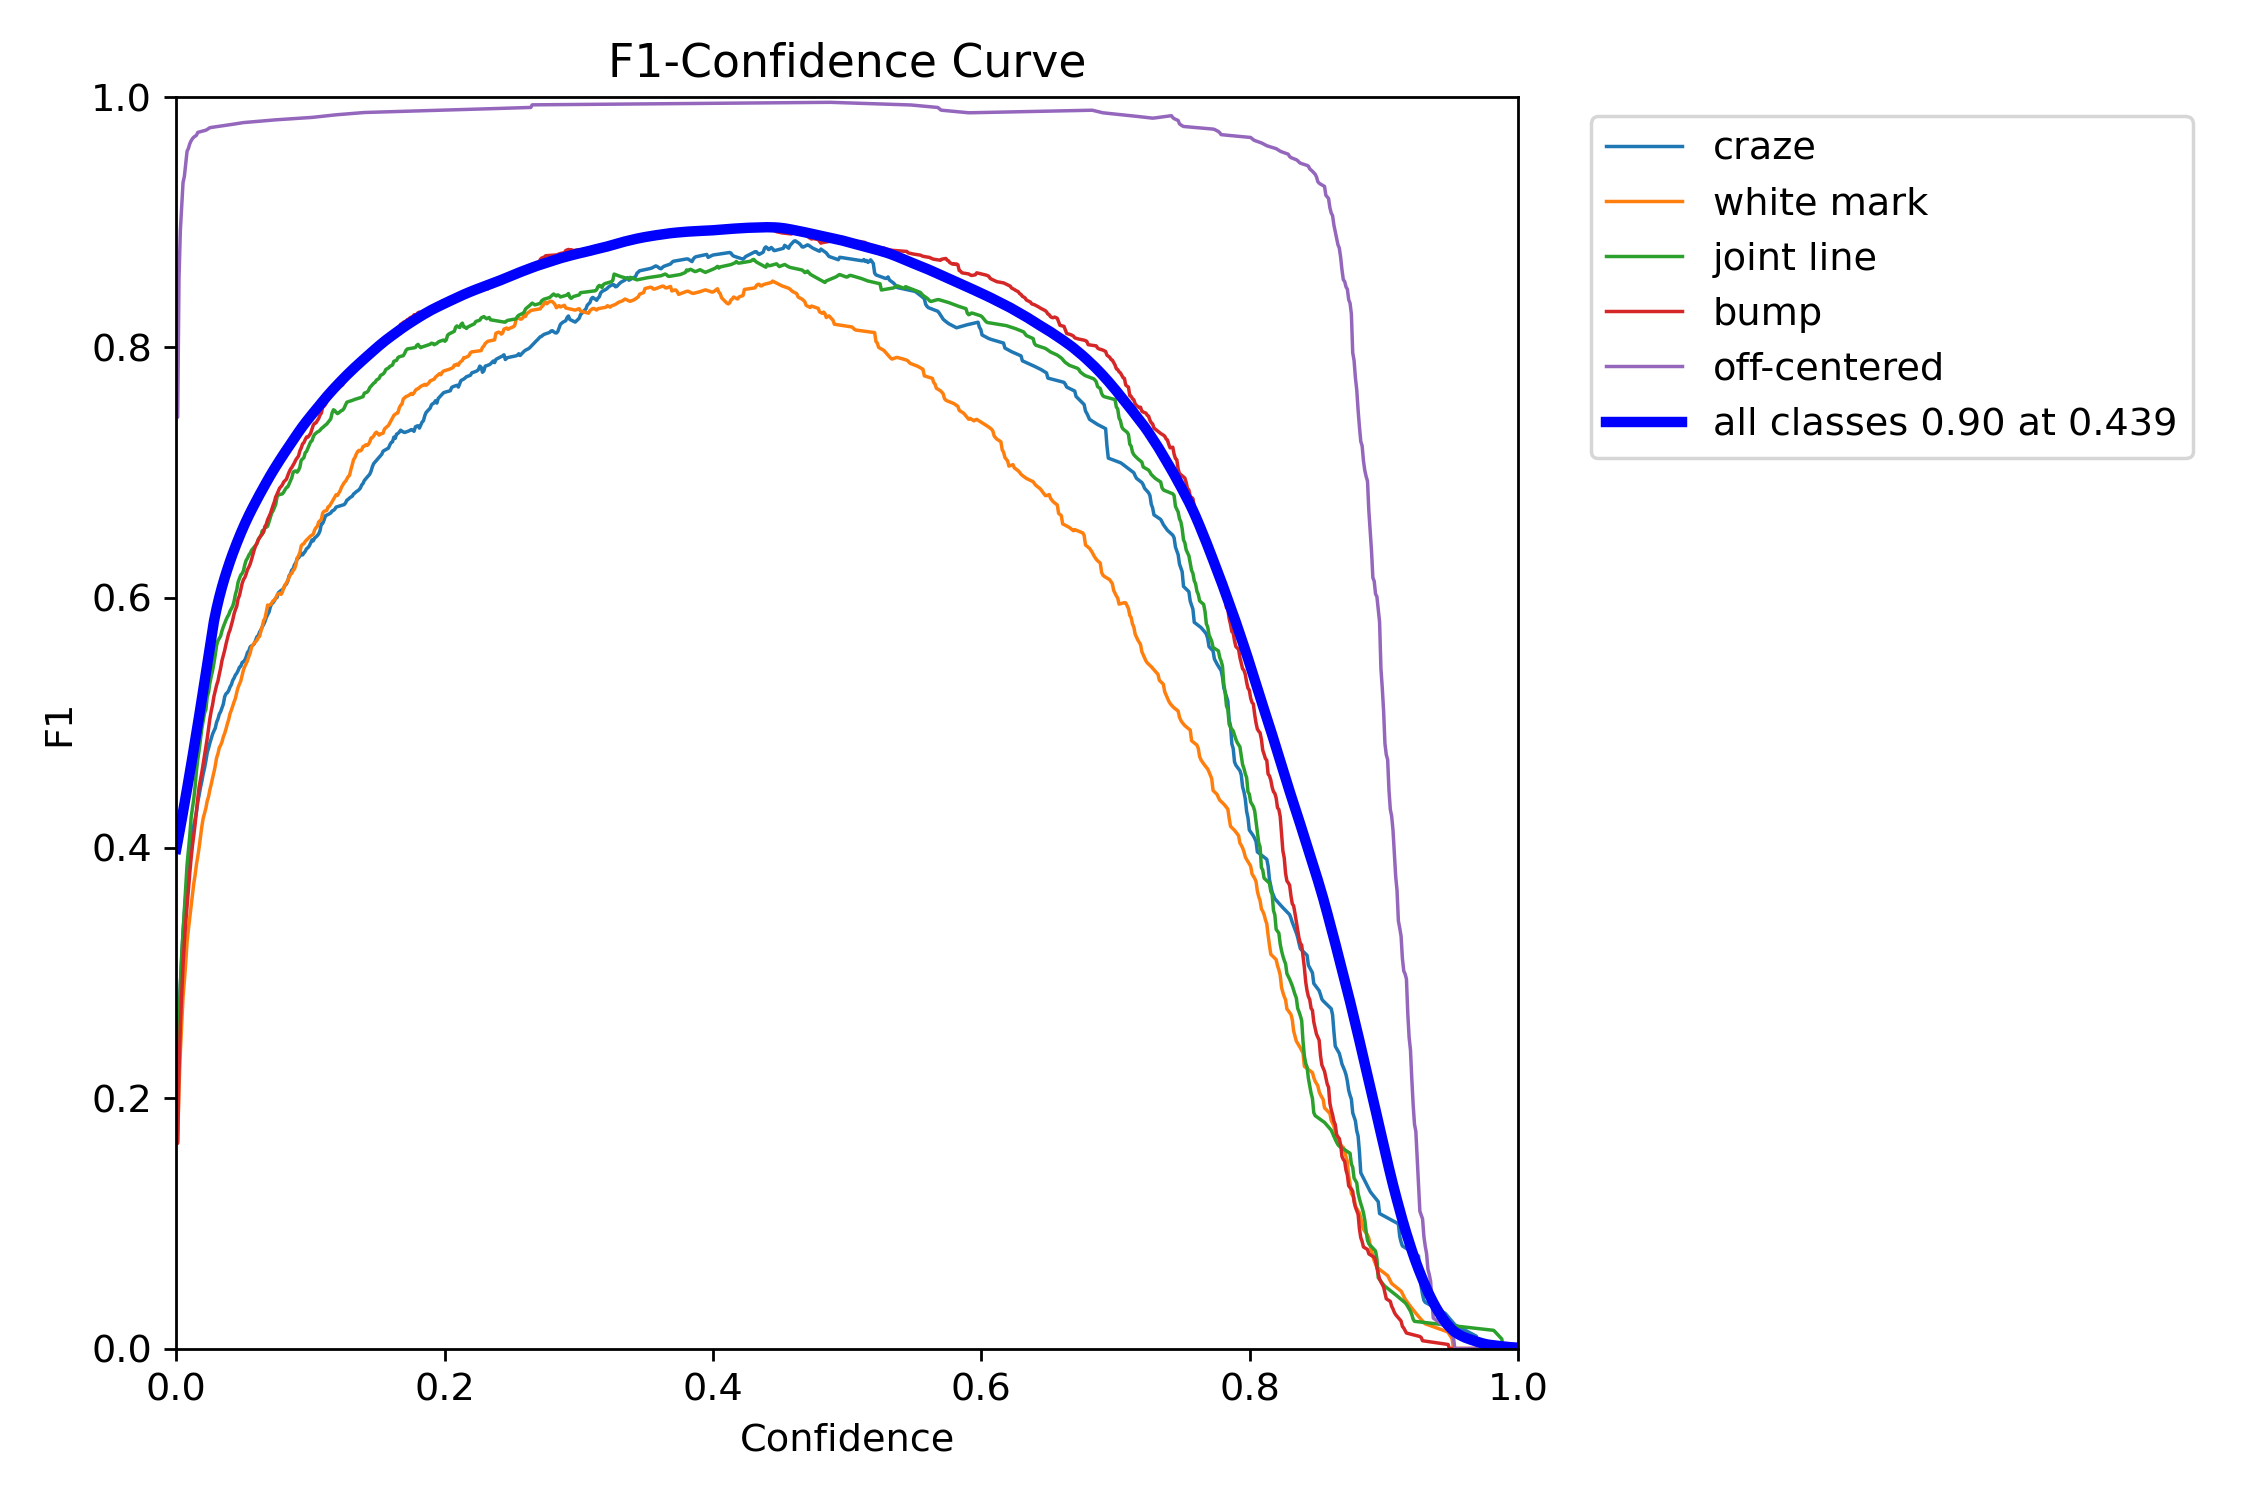 F1-Confidence Curve
1.0
0.8
0.6
0.4
0.2
0.0
F1
0.0 0.2 0.4 0.6 0.8 1.0
Confidence
craze
white mark
joint line
bump
off-centered
all classes 0.90 at 0.439